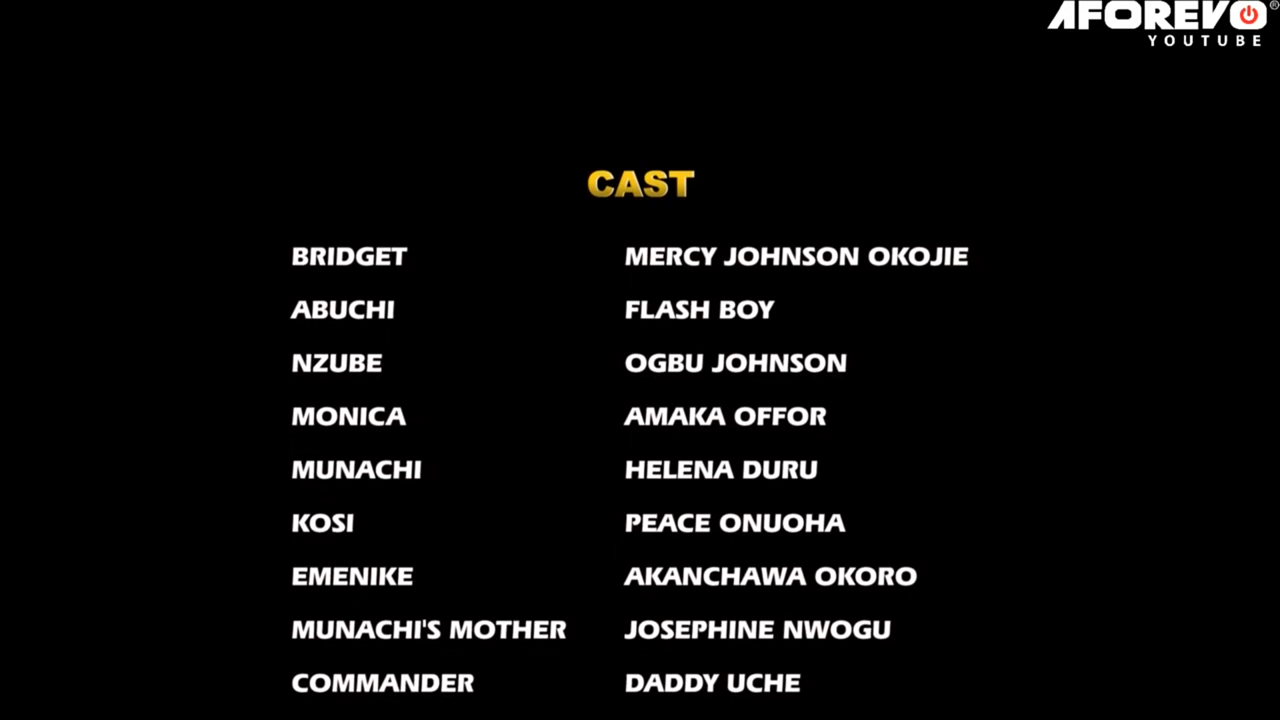 AFOREVO®
YOUTUBE
CAST
BRIDGET MERCY JOHNSON OKOJIE
ABUCHI FLASH BOY
NZUBE OGBU JOHNSON
MONICA AMAKA OFFOR
MUNACHI HELENA DURU
KOSI PEACE ONUOHA
EMENIKE AKANCHAWA OKORO
MUNACHI'S MOTHER JOSEPHINE NWOGU
COMMANDER DADDY UCHE